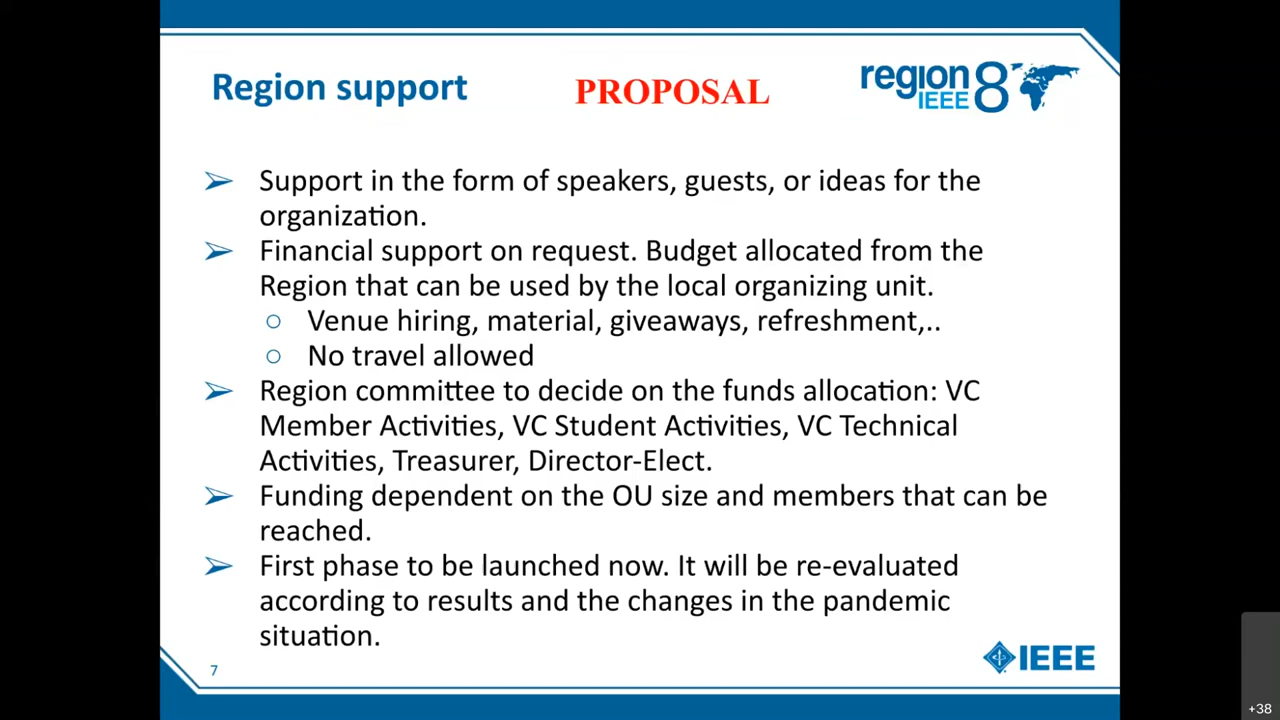 Region support
PROPOSAL
region 8
IEEE
➢ Support in the form of speakers, guests, or ideas for the
organization.
➢ Financial support on request. Budget allocated from the
Region that can be used by the local organizing unit.
○ Venue hiring, material, giveaways, refreshment,..
○ No travel allowed
➢ Region committee to decide on the funds allocation: VC
Member Activities, VC Student Activities, VC Technical
Activities, Treasurer, Director-Elect.
➢ Funding dependent on the OU size and members that can be
reached.
➢ First phase to be launched now. It will be re-evaluated
according to results and the changes in the pandemic
situation.
7
IEEE
+38